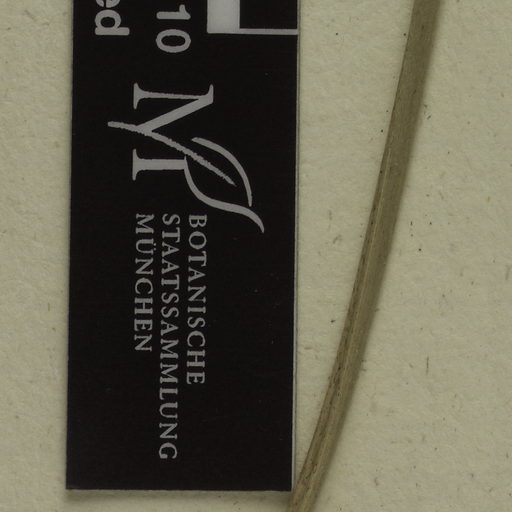 ed
10
M
BOTANISCHE
STAATSSAMMLUNG
MÜNCHEN